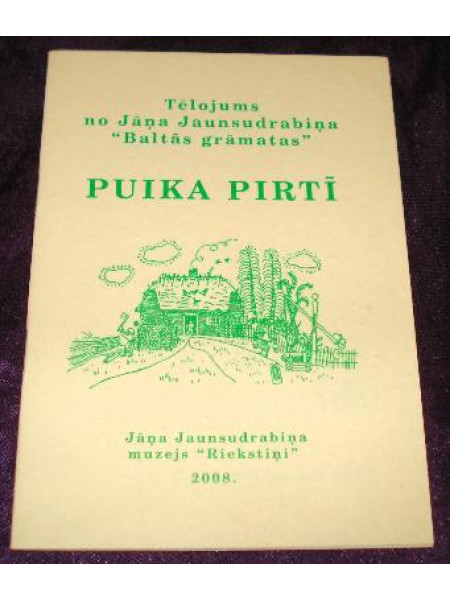 Tēlojums
no Jāņa Jaunsudrabiņa
“Baltās grāmatas”
PUIKA PIRTĪ
Jāņa Jaunsudrabiņa
muzejs “Riekstiņi”
2008.